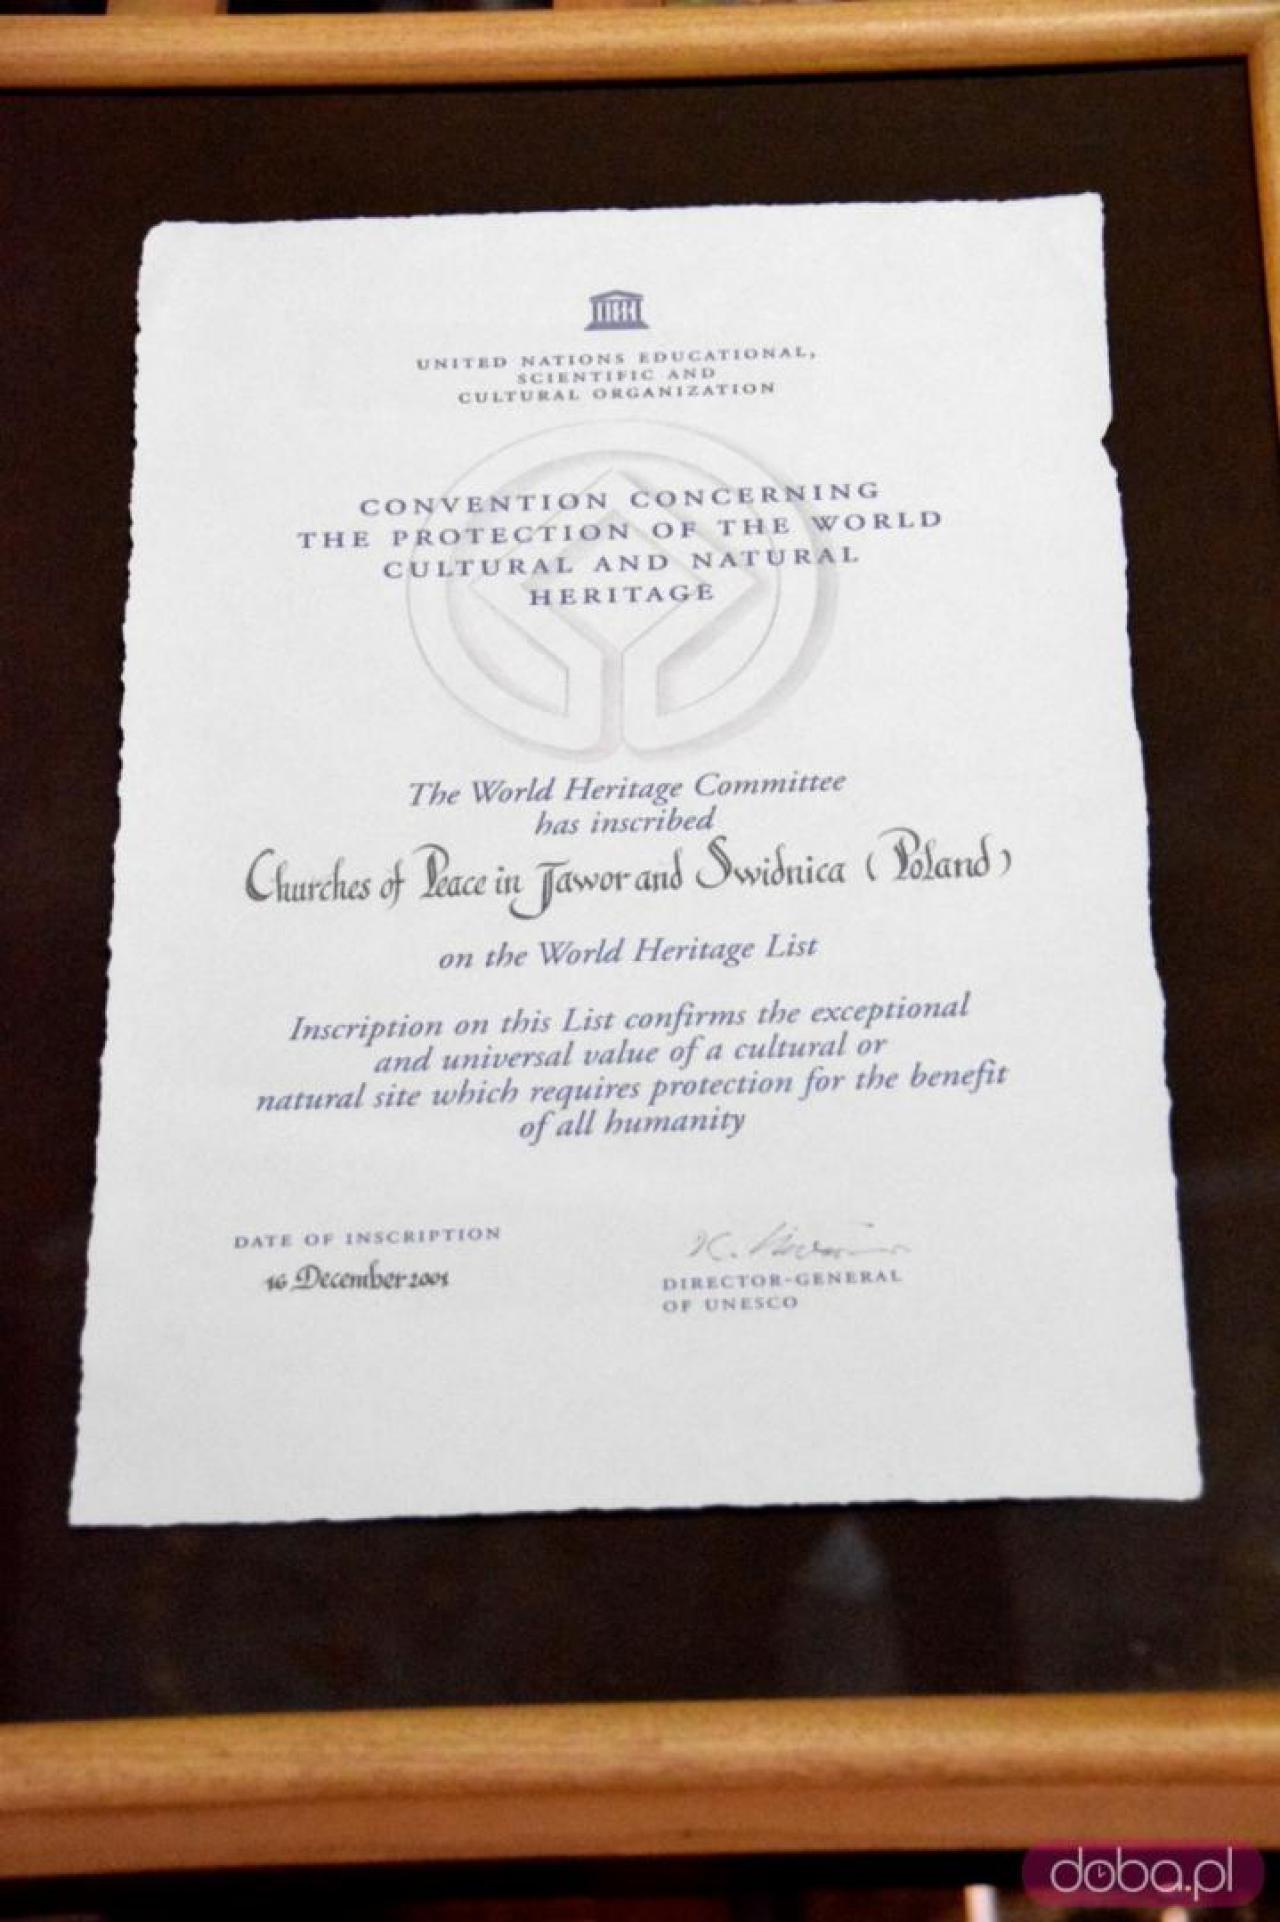 UNITED NATIONS EDUCATIONAL,
SCIENTIFIC AND
CULTURAL ORGANIZATION
CONVENTION CONCERNING
THE PROTECTION OF THE WORLD
CULTURAL AND NATURAL
HERITAGE
The World Heritage Committee
has inscribed
Churches of Peace in Jawor and Swidnica (Poland)
on the World Heritage List
Inscription on this List confirms the exceptional
and universal value of a cultural or
natural site which requires protection for the benefit
of all humanity
DATE OF INSCRIPTION
16 December 2001
DIRECTOR-GENERAL
OF UNESCO
doba.pl